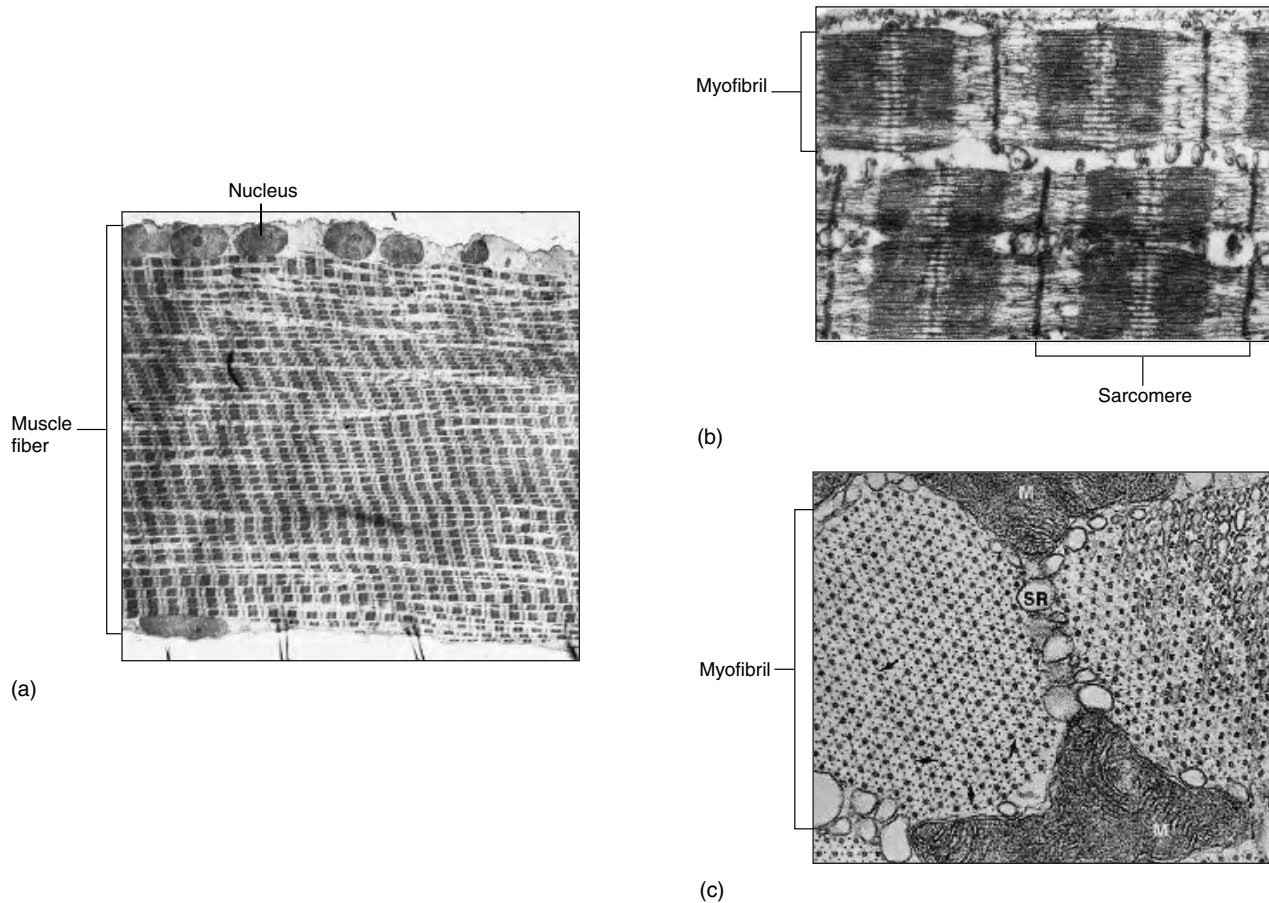 Nucleus
Muscle
fiber
(a)
Myofibril
Sarcomere
(b)
M
SR
Myofibril
M
(c)